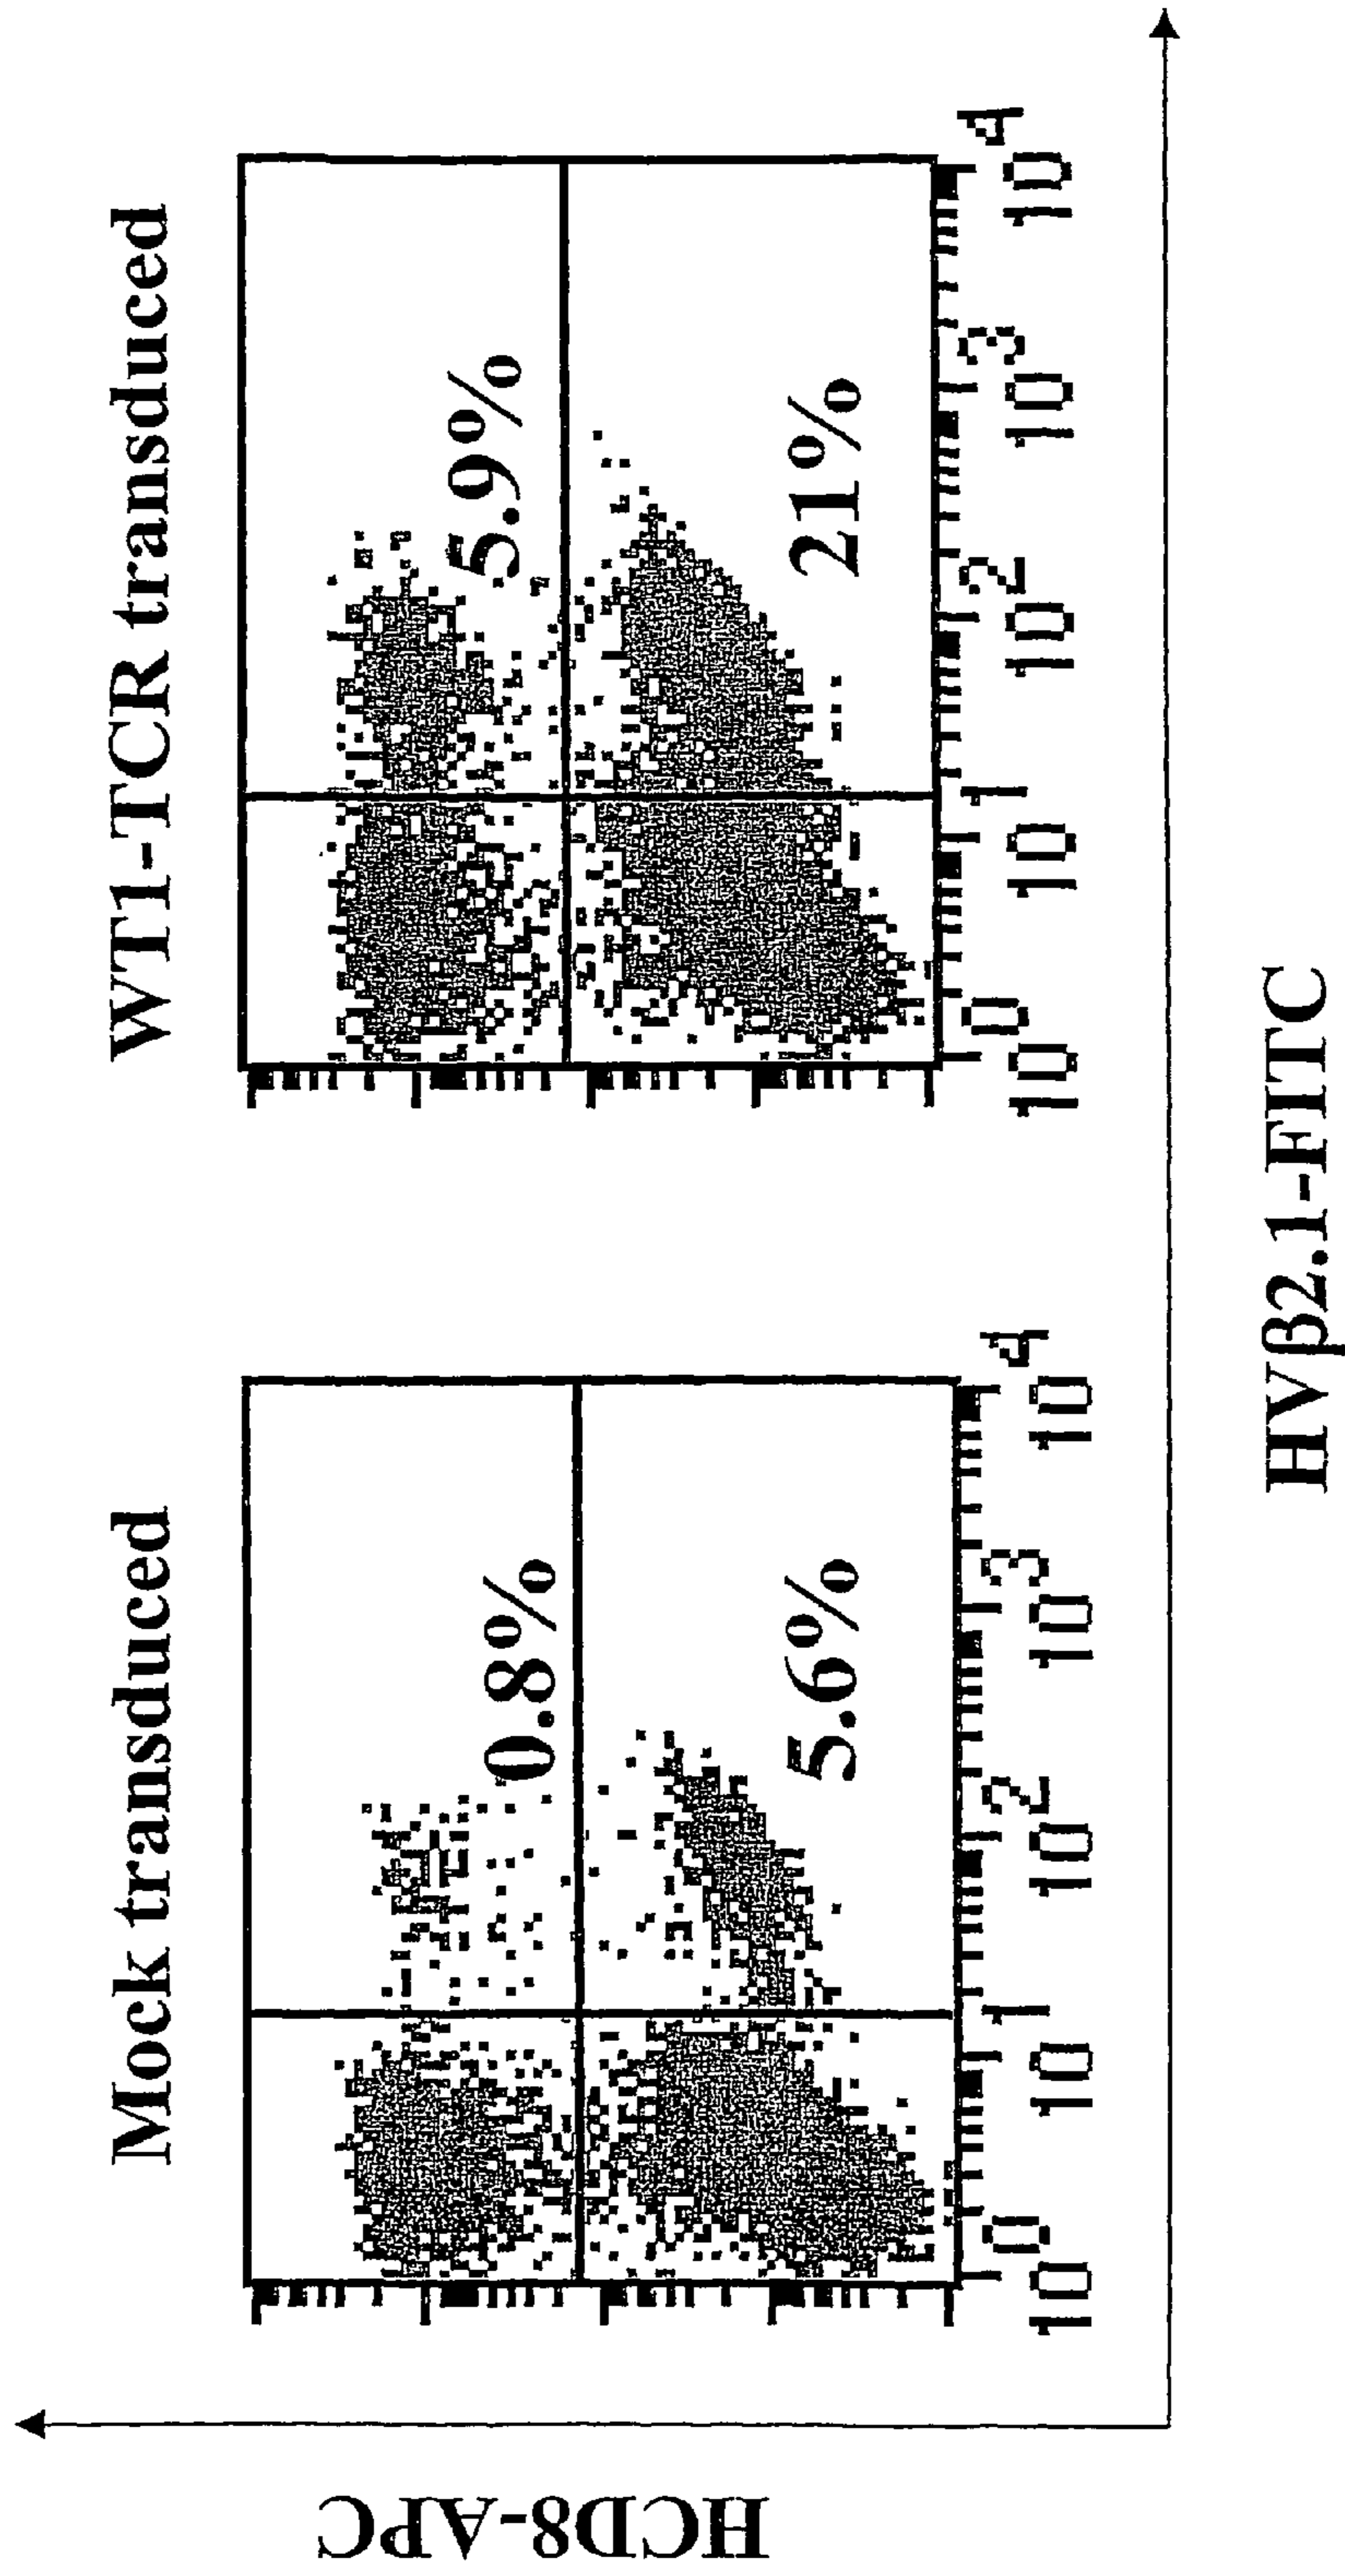 Mock transduced
WT1-TCR transduced
HCD8-APC
0.8%
5.6%
5.9%
21%
10^0 10^1 10^2 10^3 10^4
10^0 10^1 10^2 10^3 10^4
HVβ2.1-FITC